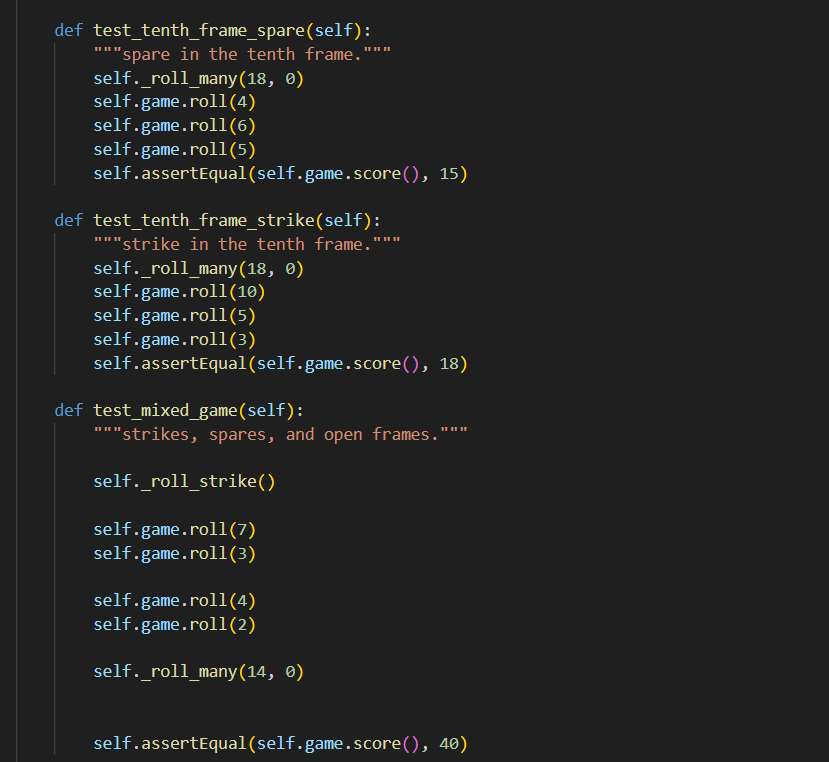 def test_tenth_frame_spare(self):
    """spare in the tenth frame."""
    self._roll_many(18, 0)
    self.game.roll(4)
    self.game.roll(6)
    self.game.roll(5)
    self.assertEqual(self.game.score(), 15)

def test_tenth_frame_strike(self):
    """strike in the tenth frame."""
    self._roll_many(18, 0)
    self.game.roll(10)
    self.game.roll(5)
    self.game.roll(3)
    self.assertEqual(self.game.score(), 18)

def test_mixed_game(self):
    """strikes, spares, and open frames."""

    self._roll_strike()

    self.game.roll(7)
    self.game.roll(3)

    self.game.roll(4)
    self.game.roll(2)

    self._roll_many(14, 0)


    self.assertEqual(self.game.score(), 40)